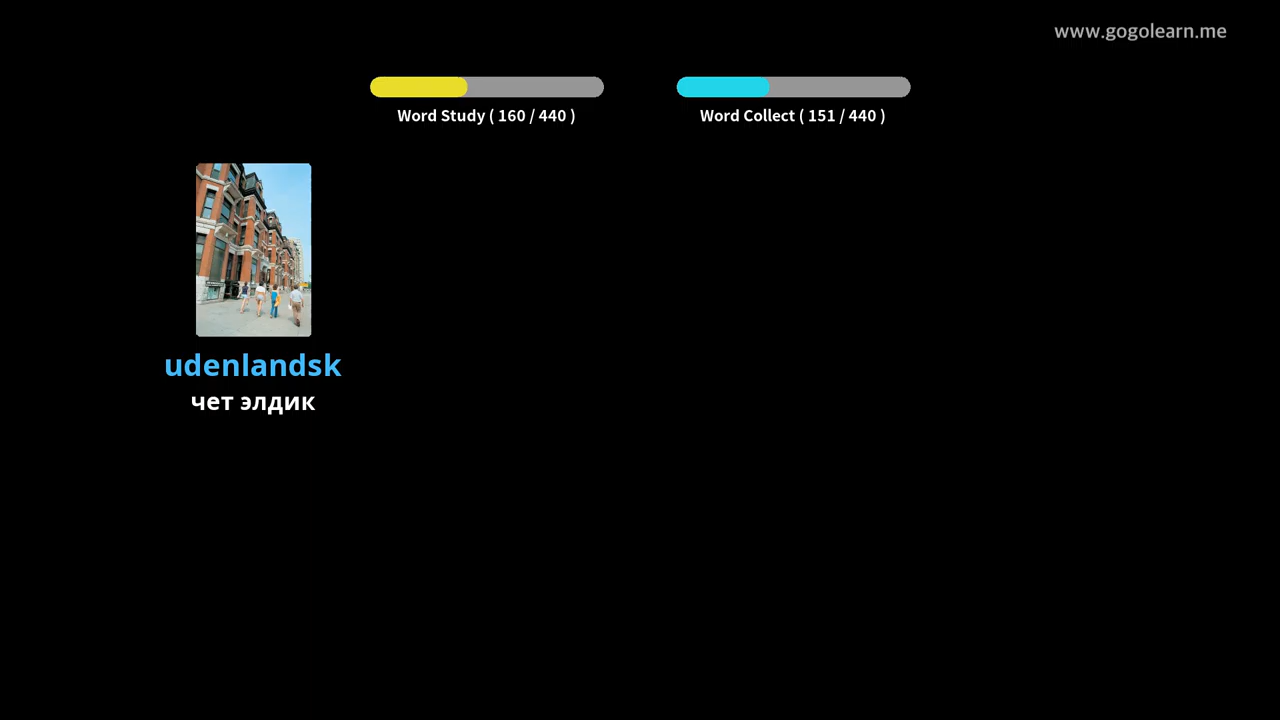 www.gogolearn.me
Word Study ( 160 / 440 )
Word Collect ( 151 / 440 )
udenlandsk
чет элдик